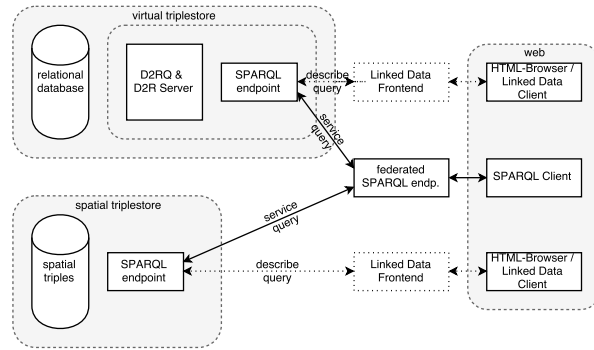 virtual triplestore
relational
database
D2RQ &
D2R Server
SPARQL
endpoint
describe
query
Linked Data
Frontend
web
HTML-Browser /
Linked Data
Client
service
query
federated
SPARQL endp.
SPARQL Client
spatial triplestore
spatial
triples
SPARQL
endpoint
service
query
describe
query
Linked Data
Frontend
HTML-Browser /
Linked Data
Client